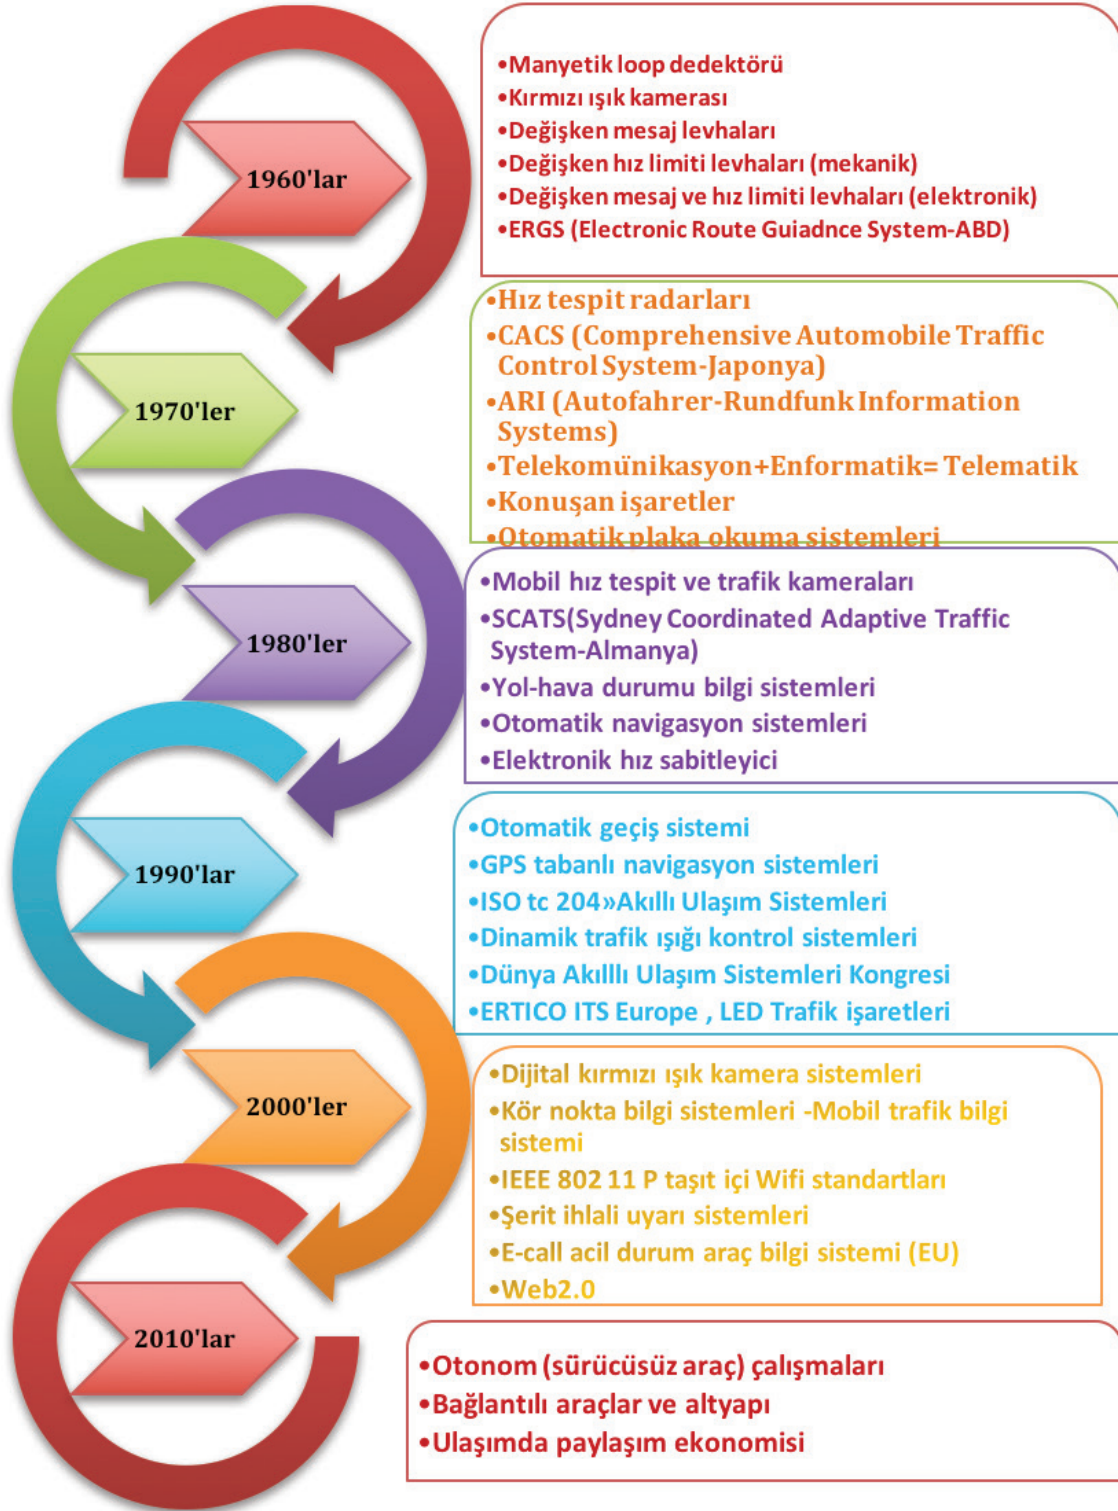 1960'lar
•Manyetik loop dedektörü
•Kırmızı ışık kamerası
•Değişken mesaj levhaları
•Değişken hız limiti levhaları (mekanik)
•Değişken mesaj ve hız limiti levhaları (elektronik)
•ERGS (Electronic Route Guiadnce System-ABD)
1970'ler
•Hız tespit radarları
•CACS (Comprehensive Automobile Traffic
Control System-Japonya)
•ARI (Autofahrer-Rundfunk Information
Systems)
•Telekomünikasyon+Enformatik= Telematik
•Konuşan işaretler
•Otomatik plaka okuma sistemleri
1980'ler
•Mobil hız tespit ve trafik kameraları
•SCATS(Sydney Coordinated Adaptive Traffic
System-Almanya)
•Yol-hava durumu bilgi sistemleri
•Otomatik navigasyon sistemleri
•Elektronik hız sabitleyici
1990'lar
•Otomatik geçiş sistemi
•GPS tabanlı navigasyon sistemleri
•ISO tc 204»Akıllı Ulaşım Sistemleri
•Dinamik trafik ışığı kontrol sistemleri
•Dünya Akılllı Ulaşım Sistemleri Kongresi
•ERTICO ITS Europe , LED Trafik işaretleri
2000'ler
•Dijital kırmızı ışık kamera sistemleri
•Kör nokta bilgi sistemleri -Mobil trafik bilgi
sistemi
•IEEE 802 11 P taşıt içi Wifi standartları
•Şerit ihlali uyarı sistemleri
•E-call acil durum araç bilgi sistemi (EU)
•Web2.0
2010'lar
•Otonom (sürücüsüz araç) çalışmaları
•Bağlantılı araçlar ve altyapı
•Ulaşımda paylaşım ekonomisi